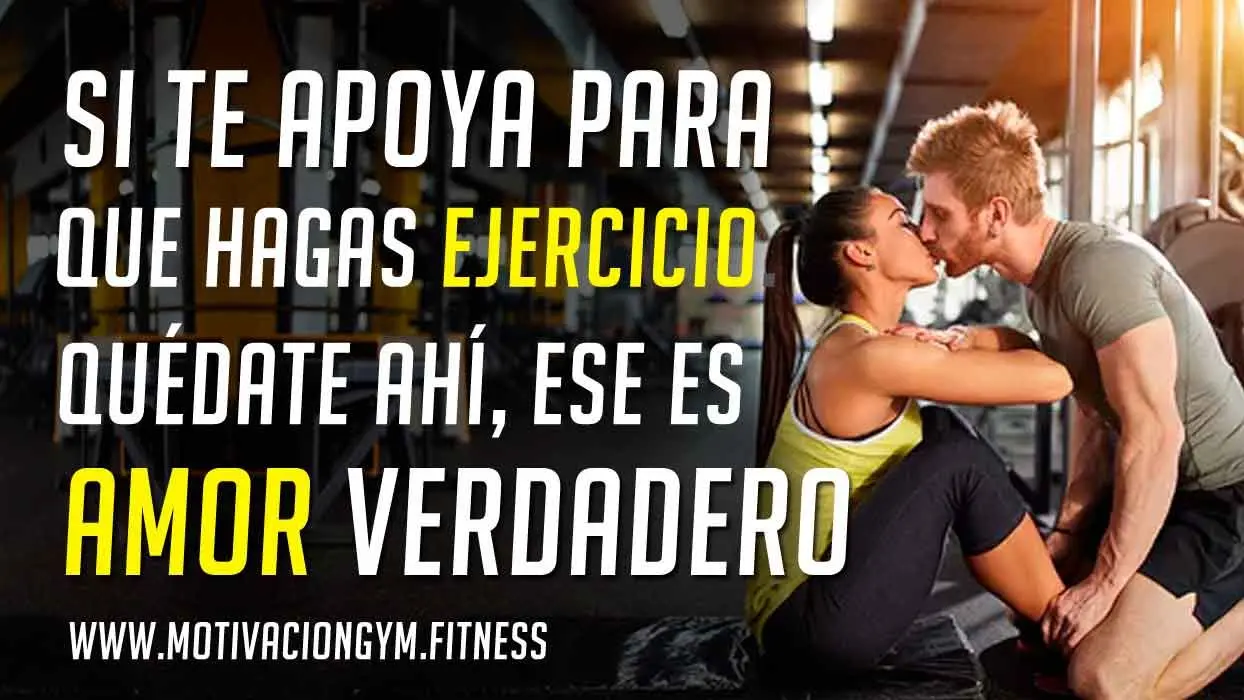 SI TE APOYA PARA
QUE HAGAS EJERCICIO.
QUÉDATE AHÍ, ESE ES
AMOR VERDADERO
WWW.MOTIVACIONGYM.FITNESS